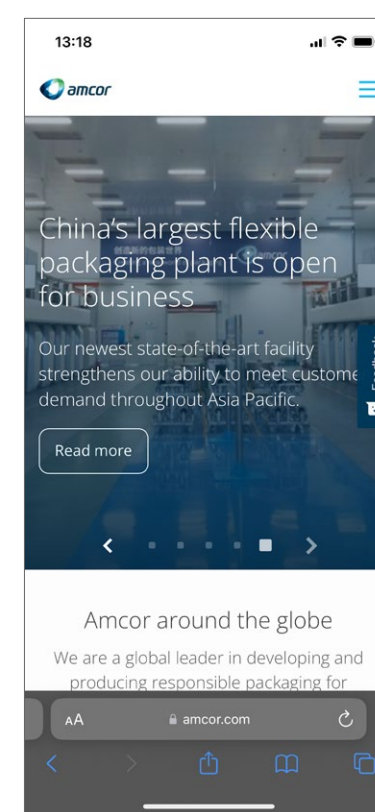 13:18
amcor
China's largest flexible
packaging plant is open
for business
Our newest state-of-the-art facility
strengthens our ability to meet custome
demand throughout Asia Pacific.
Feedback
Read more
Amcor around the globe
We are a global leader in developing and
producing responsible packaging for
AA amcor.com